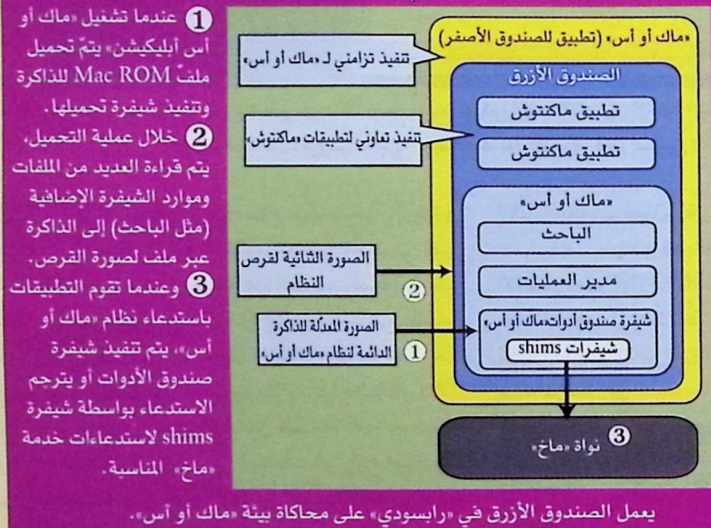 ① عندما تشغيل «ماك أو
أس أبليكيشن» يتمّ تحميل
ملفّ Mac ROM للذاكرة
وتنفيذ شيفرة تحميلها.
② خلال عملية التحميل،
يتم قراءة العديد من الملفات
وموارد الشيفرة الإضافية
(مثل الباحث) إلى الذاكرة
عبر ملف لصورة القرص.
③ وعندما تقوم التطبيقات
باستدعاء نظام «ماك أو
أس»، يتم تنفيذ شيفرة
صندوق الأدوات أو يترجم
الاستدعاء بواسطة شيفرة
shims لاستدعاءات خدمة
«ماخ» المناسبة.
«ماك أو أس» (تطبيق للصندوق الأصفر)
تنفيذ تزامني لـ «ماك أو أس»
الصندوق الأزرق
تطبيق ماكنتوش
تنفيذ تعاوني لتطبيقات «ماكنتوش»
تطبيق ماكنتوش
«ماك أو أس»
الباحث
الصورة الثنائية لقرص
النظام
②
مدير العمليات
الصورة المعدّلة للذاكرة
الدائمة لنظام «ماك أو أس»
①
شيفرة صندوق أدوات«ماك أو أس»
شيفرات shims
③ نواة «ماخ»
يعمل الصندوق الأزرق في «رابسودي» على محاكاة بيئة «ماك أو أس».